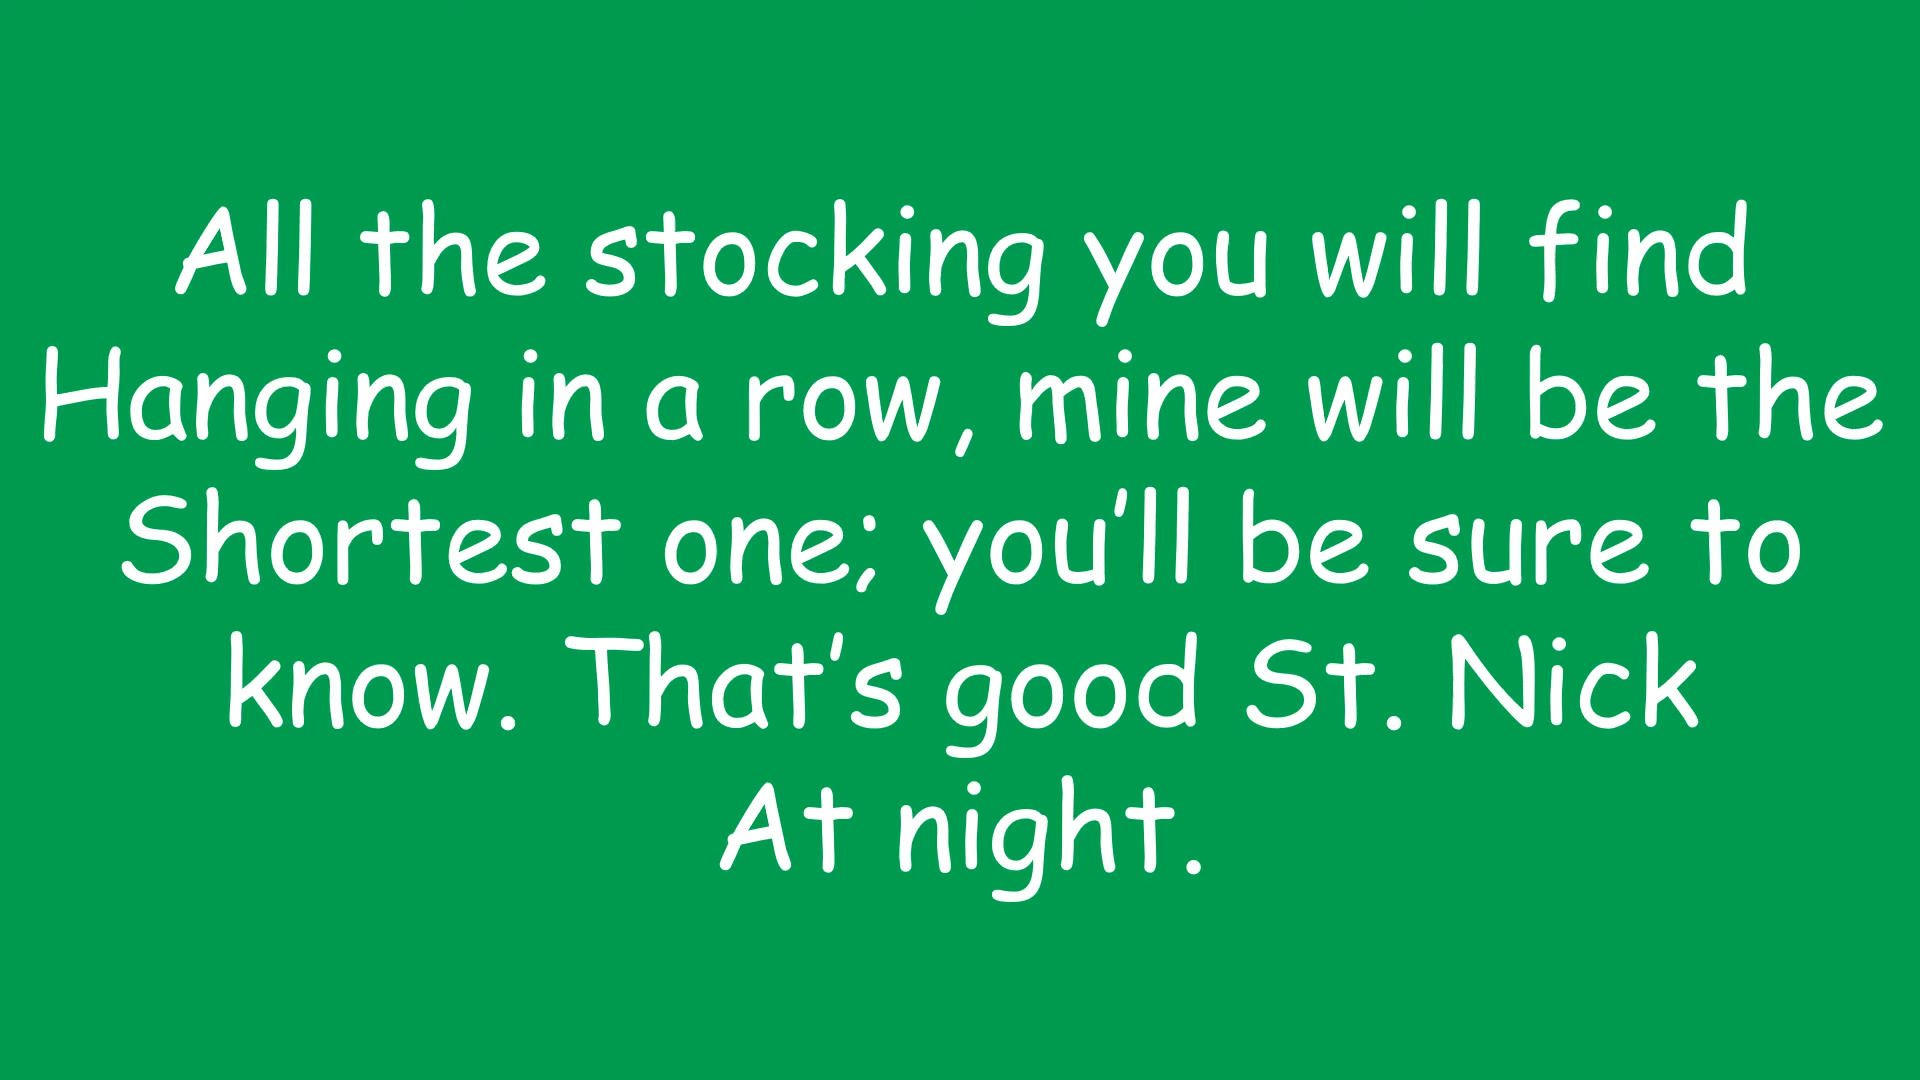 All the stocking you will find
Hanging in a row, mine will be the
Shortest one; you’ll be sure to
know. That’s good St. Nick
At night.